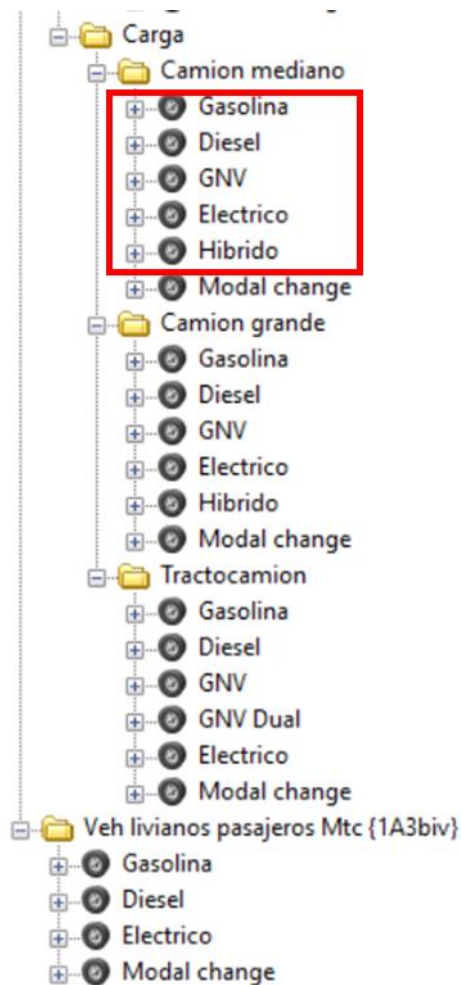 Carga
Camion mediano
Gasolina
Diesel
GNV
Electrico
Hibrido
Modal change
Camion grande
Gasolina
Diesel
GNV
Electrico
Hibrido
Modal change
Tractocamion
Gasolina
Diesel
GNV
GNV Dual
Electrico
Modal change
Veh livianos pasajeros Mtc {1A3biv}
Gasolina
Diesel
Electrico
Modal change